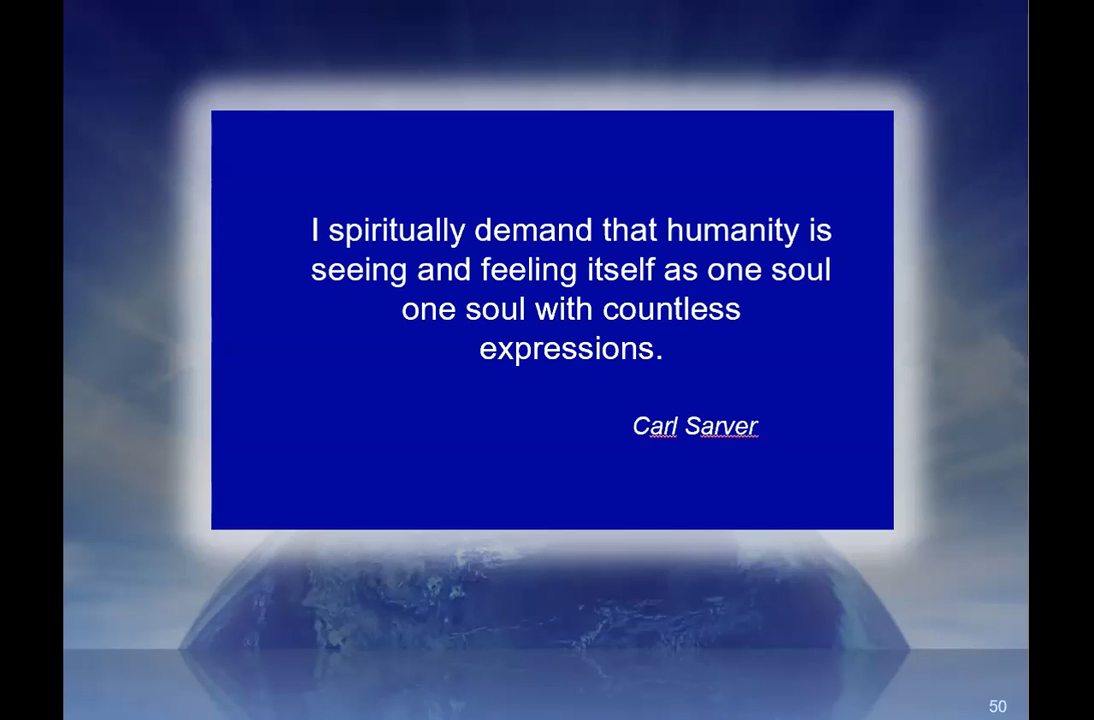 I spiritually demand that humanity is
seeing and feeling itself as one soul
one soul with countless
expressions.
Carl Sarver
50